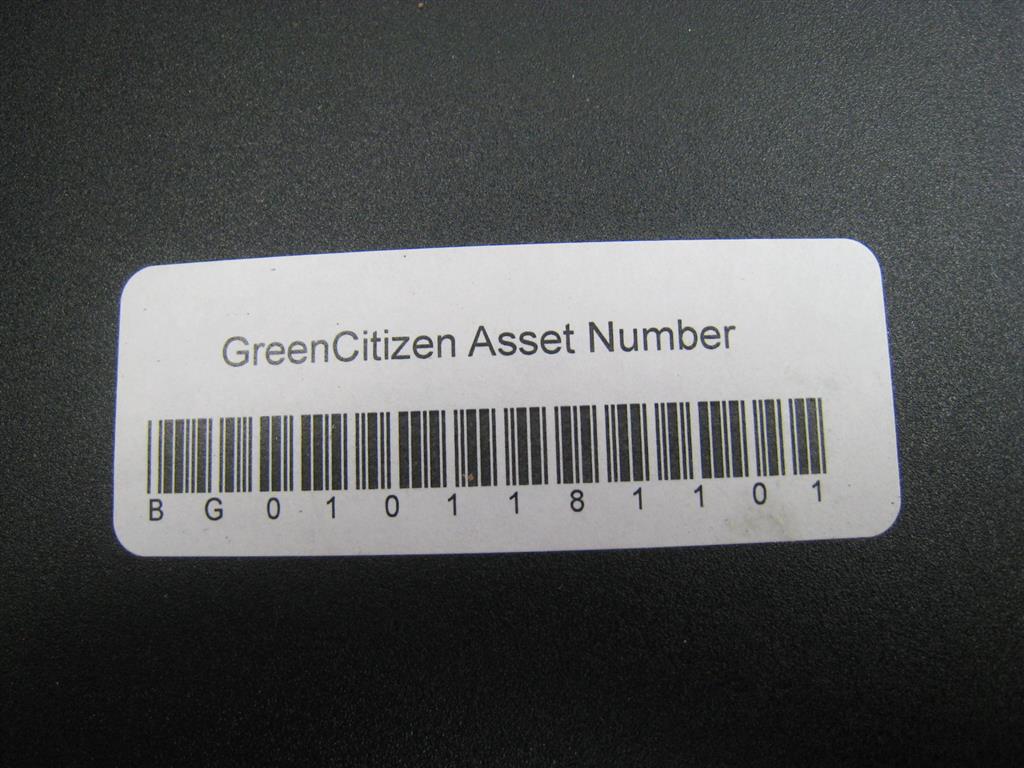 GreenCitizen Asset Number
B G 0 1 0 1 1 8 1 1 0 1